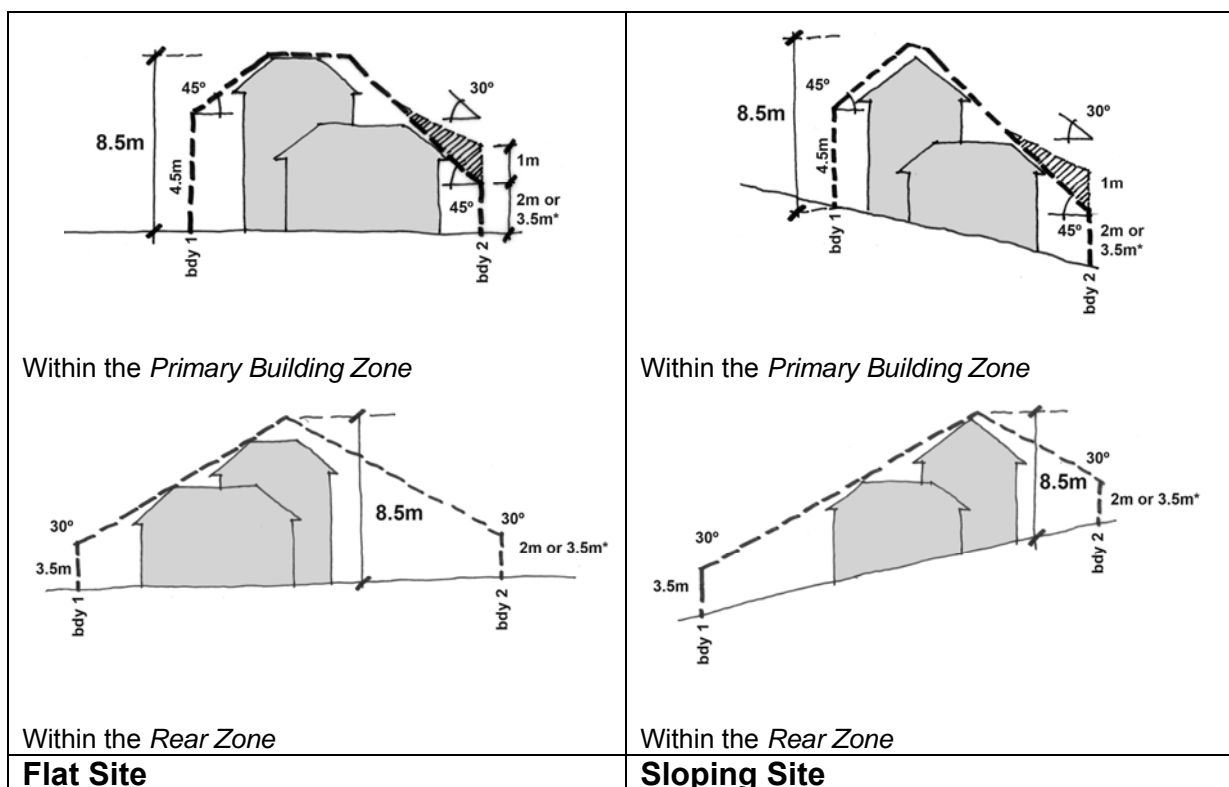 45º
30º
8.5m
4.5m
1m
45º
2m or
3.5m*
bdy 1
bdy 2
Within the Primary Building Zone
30º
3.5m
8.5m
30º
2m or 3.5m*
bdy 1
bdy 2
Within the Rear Zone
Flat Site
45º
30º
8.5m
4.5m
1m
45º
2m or
3.5m*
bdy 1
bdy 2
Within the Primary Building Zone
30º
8.5m
2m or 3.5m*
30º
3.5m
bdy 2
bdy 1
Within the Rear Zone
Sloping Site